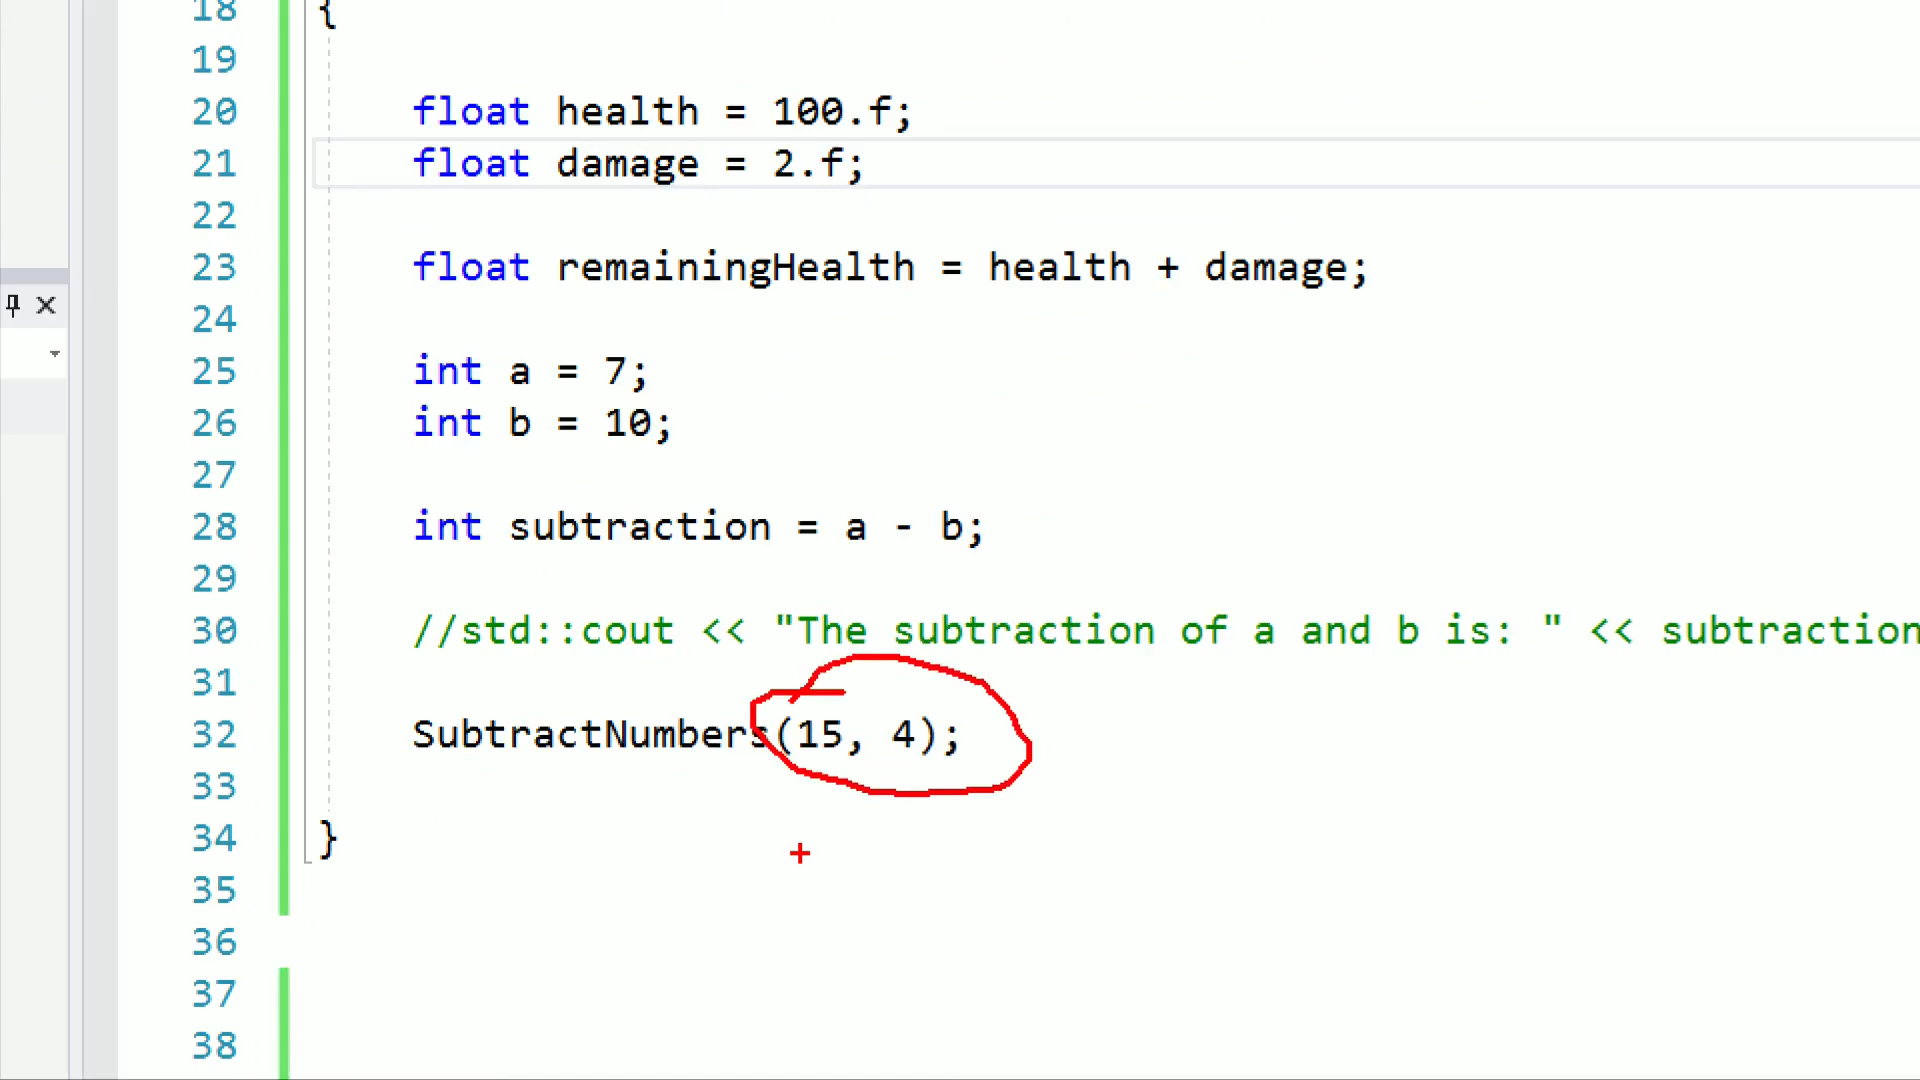 18 {
19
20 float health = 100.f;
21 float damage = 2.f;
22
23 float remainingHealth = health + damage;
24
25 int a = 7;
26 int b = 10;
27
28 int subtraction = a - b;
29
30 //std::cout << "The subtraction of a and b is: " << subtraction
31
32 SubtractNumbers(15, 4);
33
34 }
35
36
37
38